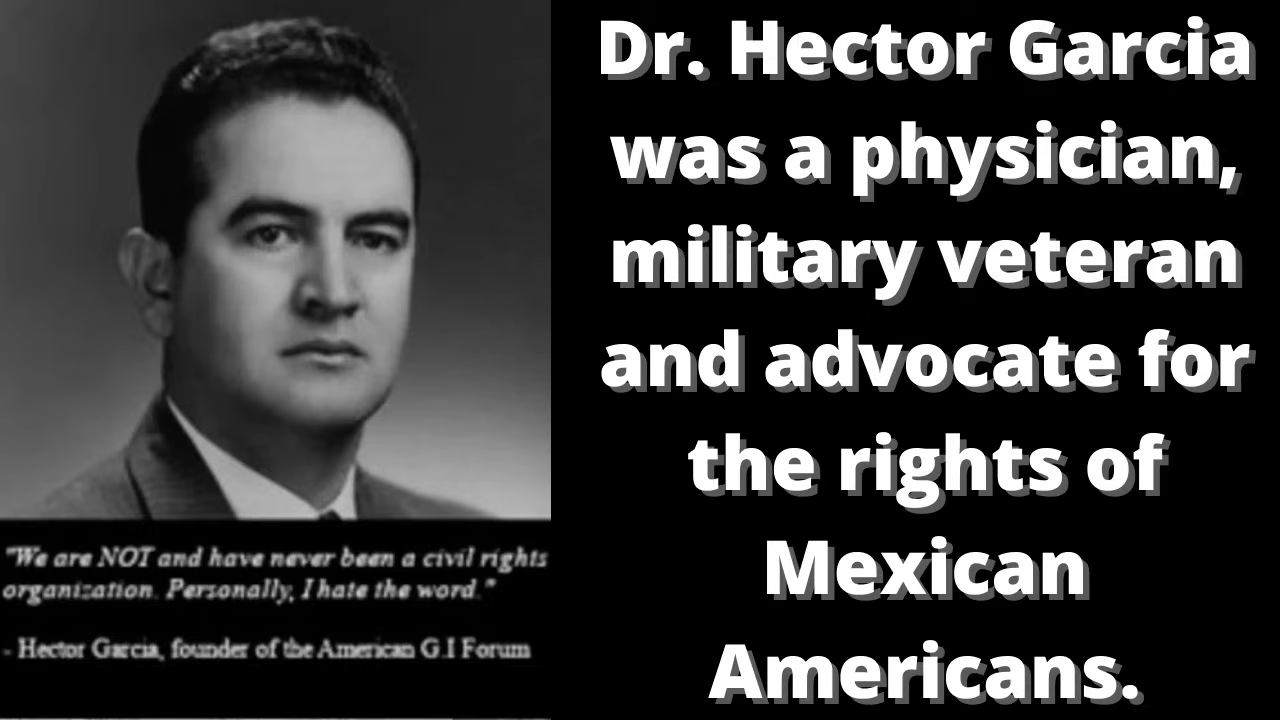 Dr. Hector Garcia
was a physician,
military veteran
and advocate for
the rights of
Mexican
Americans.
"We are NOT and have never been a civil rights
organization. Personally, I hate the word."
- Hector Garcia, founder of the American G.I Forum